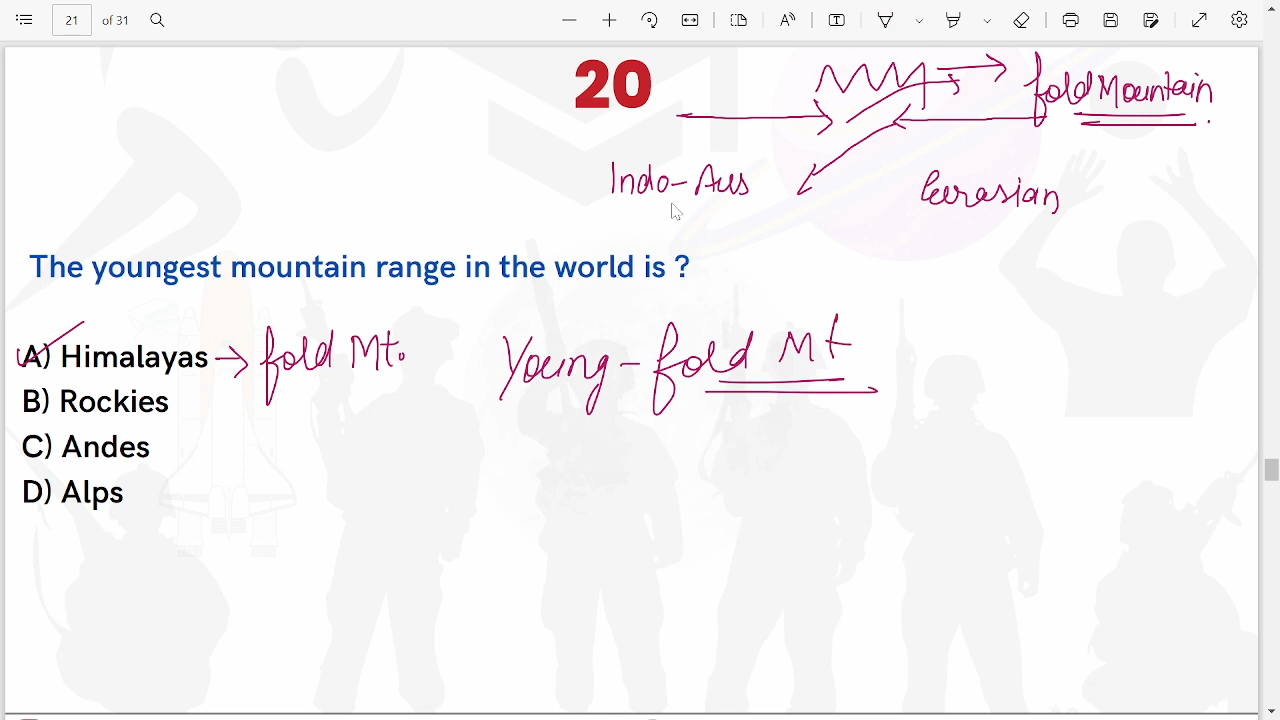 21 of 31
20
fold Mountain
Indo-Aus
Eurasian
The youngest mountain range in the world is ?
A) Himalayas → fold Mt.
Young-fold Mt
B) Rockies
C) Andes
D) Alps